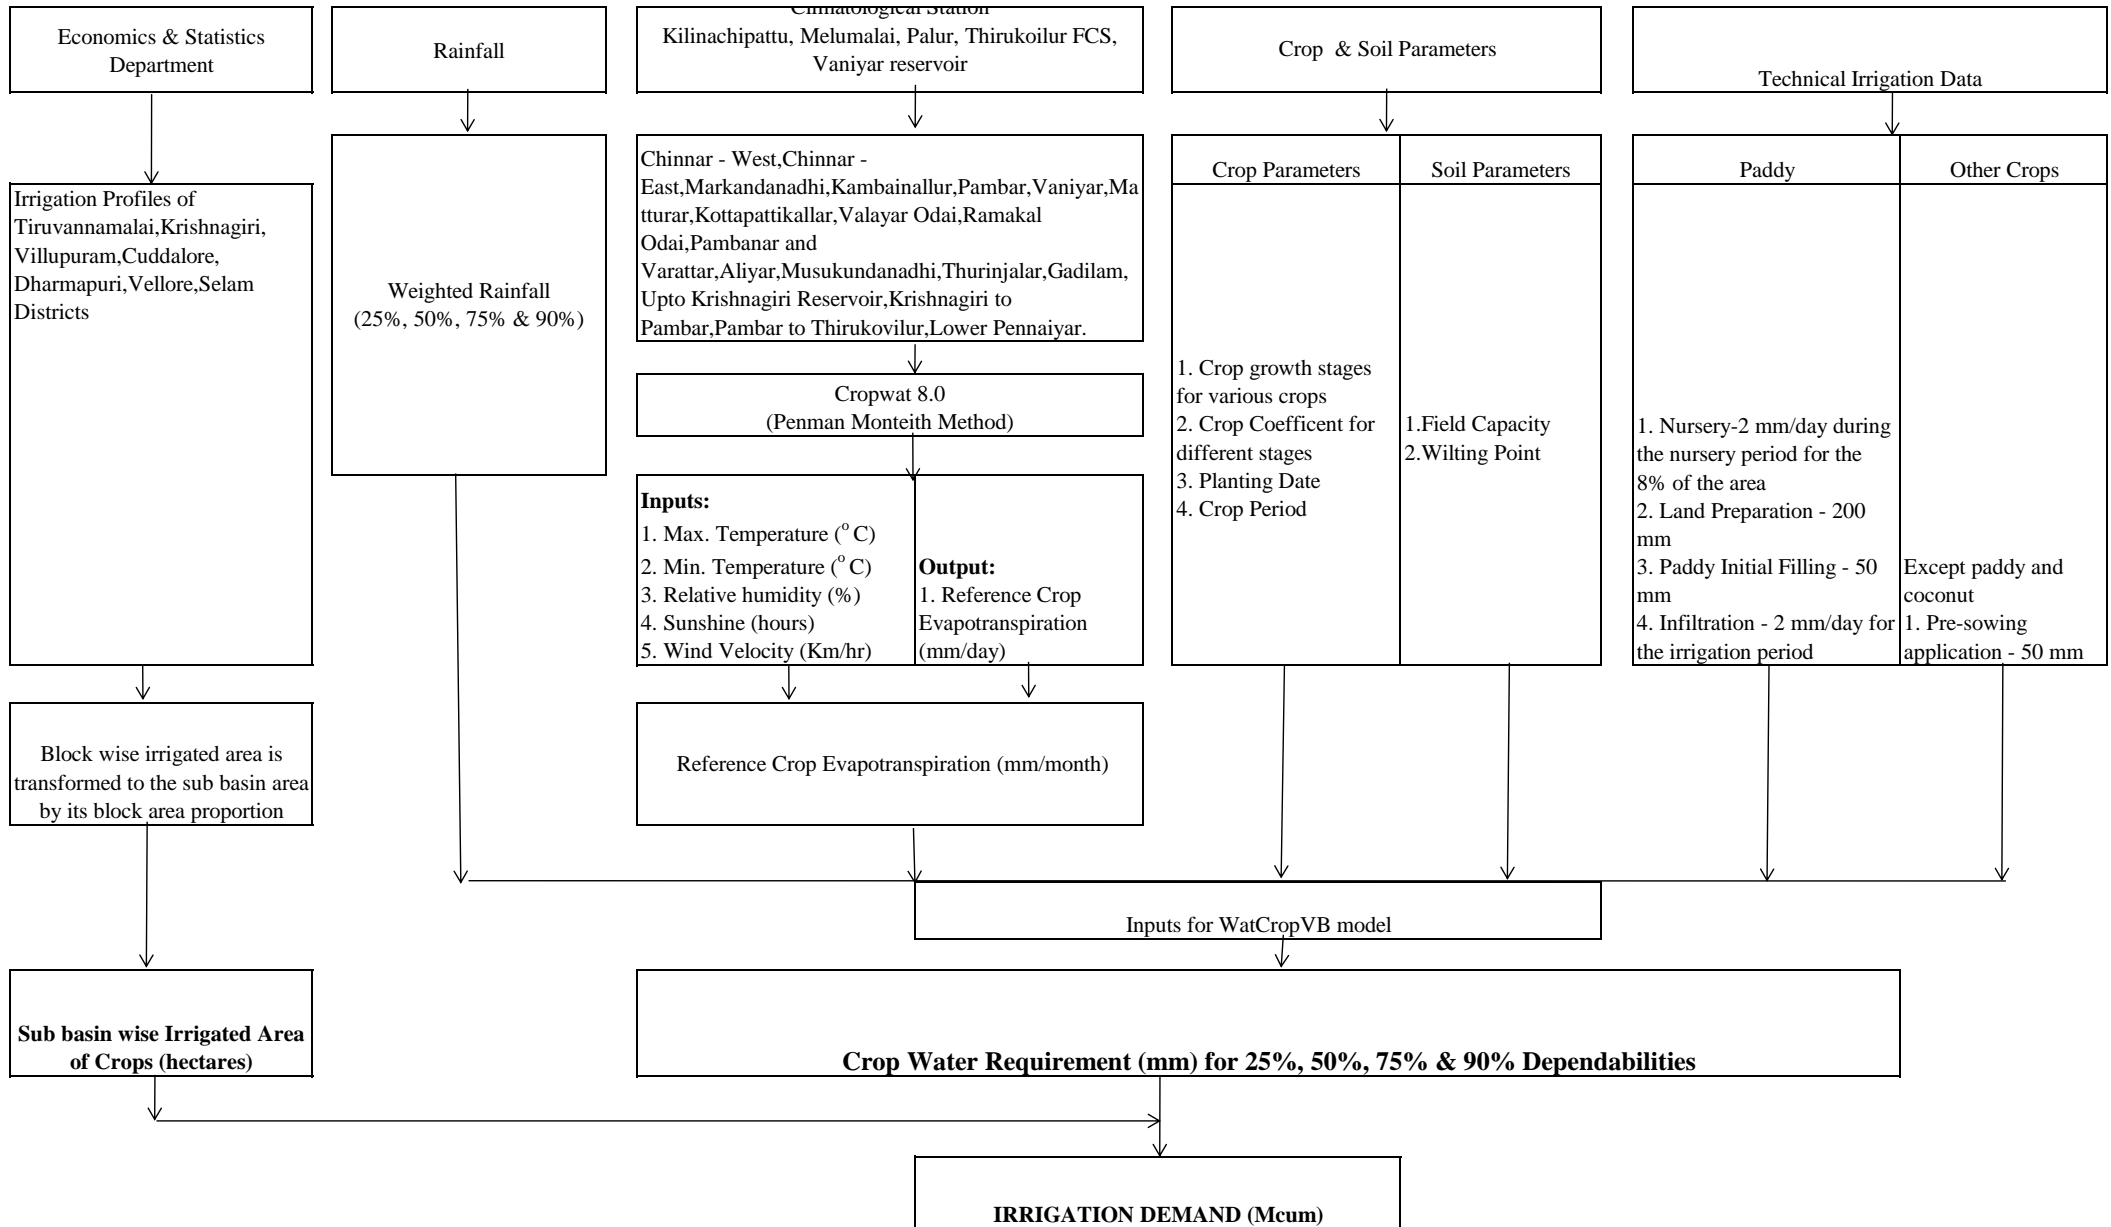 Economics & Statistics
Department
Rainfall
Climatological Station
Kilinachipattu, Melumalai, Palur, Thirukoilur FCS,
Vaniyar reservoir
Crop & Soil Parameters
Technical Irrigation Data
Irrigation Profiles of
Tiruvannamalai,Krishnagiri,
Villupuram,Cuddalore,
Dharmapuri,Vellore,Selam
Districts
Weighted Rainfall
(25%, 50%, 75% & 90%)
Chinnar - West,Chinnar -
East,Markandanadhi,Kambainallur,Pambar,Vaniyar,Ma
tturar,Kottapattikallar,Valayar Odai,Ramakal
Odai,Pambanar and
Varattar,Aliyar,Musukundanadhi,Thurinjalar,Gadilam,
Upto Krishnagiri Reservoir,Krishnagiri to
Pambar,Pambar to Thirukovilur,Lower Pennaiyar.
Cropwat 8.0
(Penman Monteith Method)
Inputs:
1. Max. Temperature (o C)
2. Min. Temperature (o C)
3. Relative humidity (%)
4. Sunshine (hours)
5. Wind Velocity (Km/hr)
Output:
1. Reference Crop
Evapotranspiration
(mm/day)
Crop Parameters
1. Crop growth stages
for various crops
2. Crop Coefficent for
different stages
3. Planting Date
4. Crop Period
Soil Parameters
1.Field Capacity
2.Wilting Point
Paddy
1. Nursery-2 mm/day during
the nursery period for the
8% of the area
2. Land Preparation - 200
mm
3. Paddy Initial Filling - 50
mm
4. Infiltration - 2 mm/day for
the irrigation period
Other Crops
Except paddy and
coconut
1. Pre-sowing
application - 50 mm
Block wise irrigated area is
transformed to the sub basin area
by its block area proportion
Reference Crop Evapotranspiration (mm/month)
Inputs for WatCropVB model
Sub basin wise Irrigated Area
of Crops (hectares)
Crop Water Requirement (mm) for 25%, 50%, 75% & 90% Dependabilities
IRRIGATION DEMAND (Mcum)